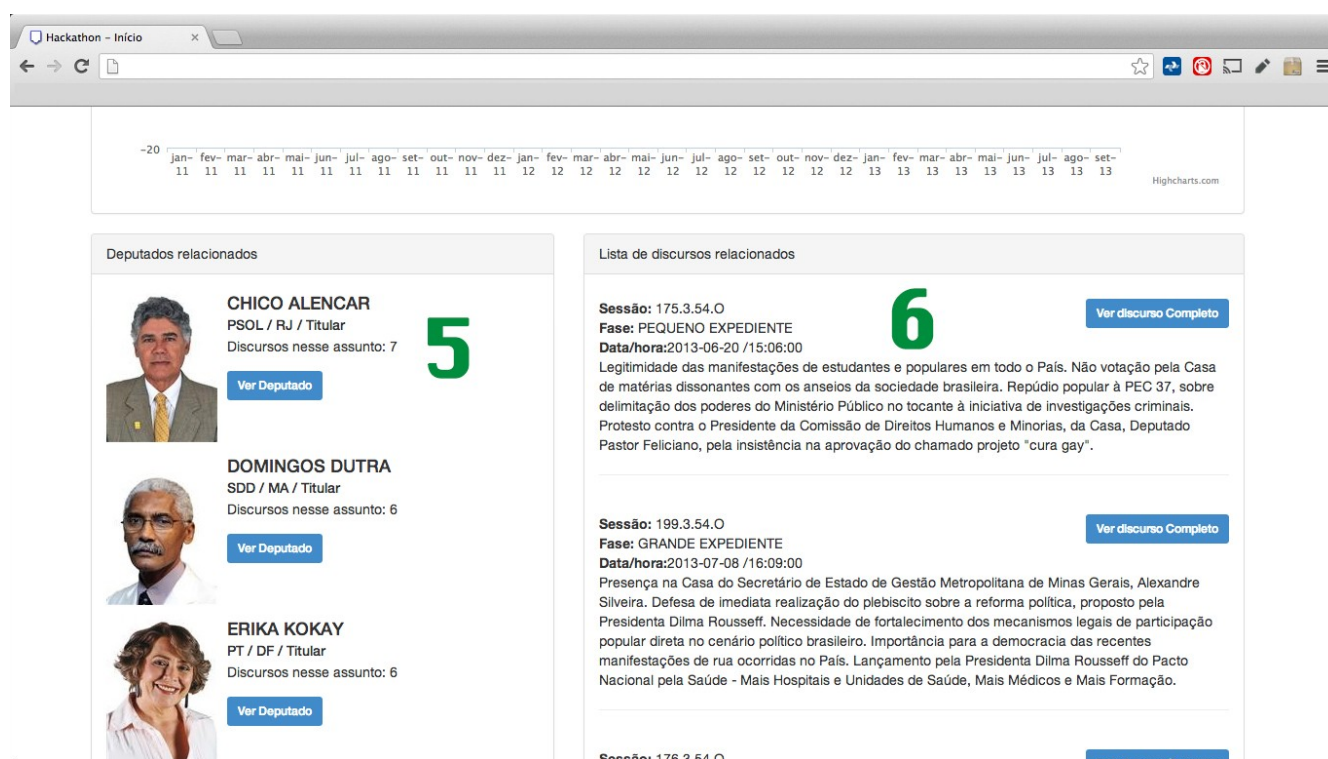 Hackathon – Início
-20
jan-11 fev-11 mar-11 abr-11 mai-11 jun-11 jul-11 ago-11 set-11 out-11 nov-11 dez-11 jan-12 fev-12 mar-12 abr-12 mai-12 jun-12 jul-12 ago-12 set-12 out-12 nov-12 dez-12 jan-13 fev-13 mar-13 abr-13 mai-13 jun-13 jul-13 ago-13 set-13
Highcharts.com
Deputados relacionados
CHICO ALENCAR
PSOL / RJ / Titular
Discursos nesse assunto: 7
Ver Deputado
5
DOMINGOS DUTRA
SDD / MA / Titular
Discursos nesse assunto: 6
Ver Deputado
ERIKA KOKAY
PT / DF / Titular
Discursos nesse assunto: 6
Ver Deputado
Lista de discursos relacionados
6
Sessão: 175.3.54.O
Ver discurso Completo
Fase: PEQUENO EXPEDIENTE
Data/hora:2013-06-20 /15:06:00
Legitimidade das manifestações de estudantes e populares em todo o País. Não votação pela Casa
de matérias dissonantes com os anseios da sociedade brasileira. Repúdio popular à PEC 37, sobre
delimitação dos poderes do Ministério Público no tocante à iniciativa de investigações criminais.
Protesto contra o Presidente da Comissão de Direitos Humanos e Minorias, da Casa, Deputado
Pastor Feliciano, pela insistência na aprovação do chamado projeto "cura gay".
Sessão: 199.3.54.O
Ver discurso Completo
Fase: GRANDE EXPEDIENTE
Data/hora:2013-07-08 /16:09:00
Presença na Casa do Secretário de Estado de Gestão Metropolitana de Minas Gerais, Alexandre
Silveira. Defesa de imediata realização do plebiscito sobre a reforma política, proposto pela
Presidenta Dilma Rousseff. Necessidade de fortalecimento dos mecanismos legais de participação
popular direta no cenário político brasileiro. Importância para a democracia das recentes
manifestações de rua ocorridas no País. Lançamento pela Presidenta Dilma Rousseff do Pacto
Nacional pela Saúde - Mais Hospitais e Unidades de Saúde, Mais Médicos e Mais Formação.
Sessão: 176.3.54.O